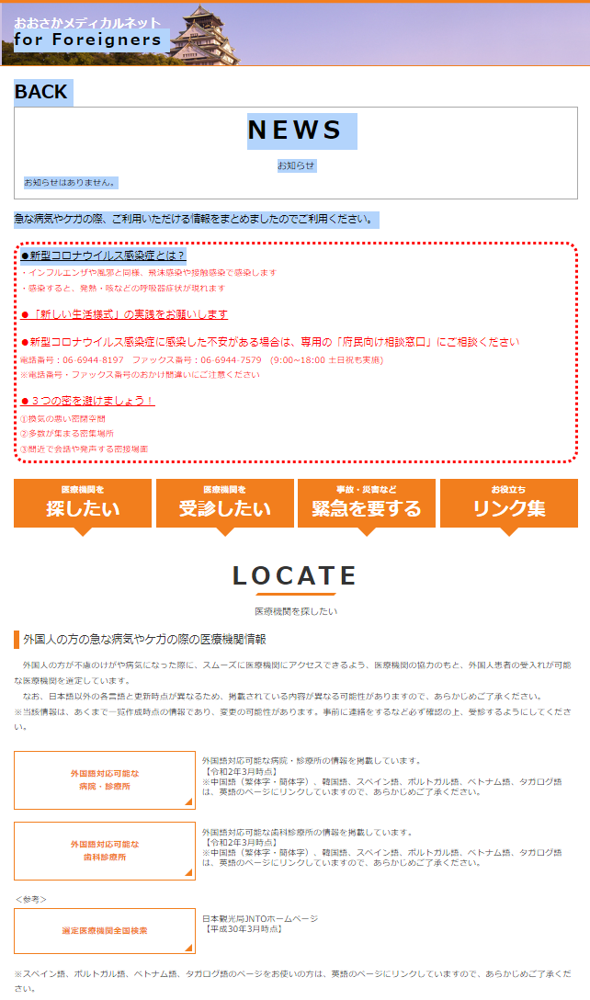 おおさかメディカルネット
for Foreigners
BACK
NEWS
お知らせ
お知らせはありません。
急な病気やケガの際、ご利用いただける情報をまとめましたのでご利用ください。
●新型コロナウイルス感染症とは？
・インフルエンザや風邪と同様、飛沫感染や接触感染で感染します
・感染すると、発熱・咳などの呼吸器症状が現れます
●「新しい生活様式」の実践をお願いします
●新型コロナウイルス感染症に感染した不安がある場合は、専用の「府民向け相談窓口」にご相談ください
電話番号：06-6944-8197　ファックス番号：06-6944-7579　(9:00~18:00 土日祝も実施)
※電話番号・ファックス番号のおかけ間違いにご注意ください
●３つの密を避けましょう！
①換気の悪い密閉空間
②多数が集まる密集場所
③間近で会話や発声する密接場面
医療機関を
探したい
医療機関を
受診したい
事故・災害など
緊急を要する
お役立ち
リンク集
LOCATE
医療機関を探したい
外国人の方の急な病気やケガの際の医療機関情報
　外国人の方が不慮のけがや病気になった際に、スムーズに医療機関にアクセスできるよう、医療機関の協力のもと、外国人患者の受入れが可能
な医療機関を選定しています。
　なお、日本語以外の各言語と更新時点が異なるため、掲載されている内容が異なる可能性がありますので、あらかじめご了承ください。
※当該情報は、あくまで一覧作成時点の情報であり、変更の可能性があります。事前に連絡をするなど必ず確認の上、受診するようにしてくださ
い。
外国語対応可能な
病院・診療所
外国語対応可能な病院・診療所の情報を掲載しています。
【令和2年3月時点】
※中国語（繁体字・簡体字）、韓国語、スペイン語、ポルトガル語、ベトナム語、タガログ語
は、英語のページにリンクしていますので、あらかじめご了承ください。
外国語対応可能な
歯科診療所
外国語対応可能な歯科診療所の情報を掲載しています。
【令和2年3月時点】
※中国語（繁体字・簡体字）、韓国語、スペイン語、ポルトガル語、ベトナム語、タガログ語
は、英語のページにリンクしていますので、あらかじめご了承ください。
＜参考＞
選定医療機関全国検索
日本観光局JNTOホームページ
【平成30年3月時点】
※スペイン語、ポルトガル語、ベトナム語、タガログ語のページをお使いの方は、英語のページにリンクしていますので、あらかじめご了承くだ
さい。